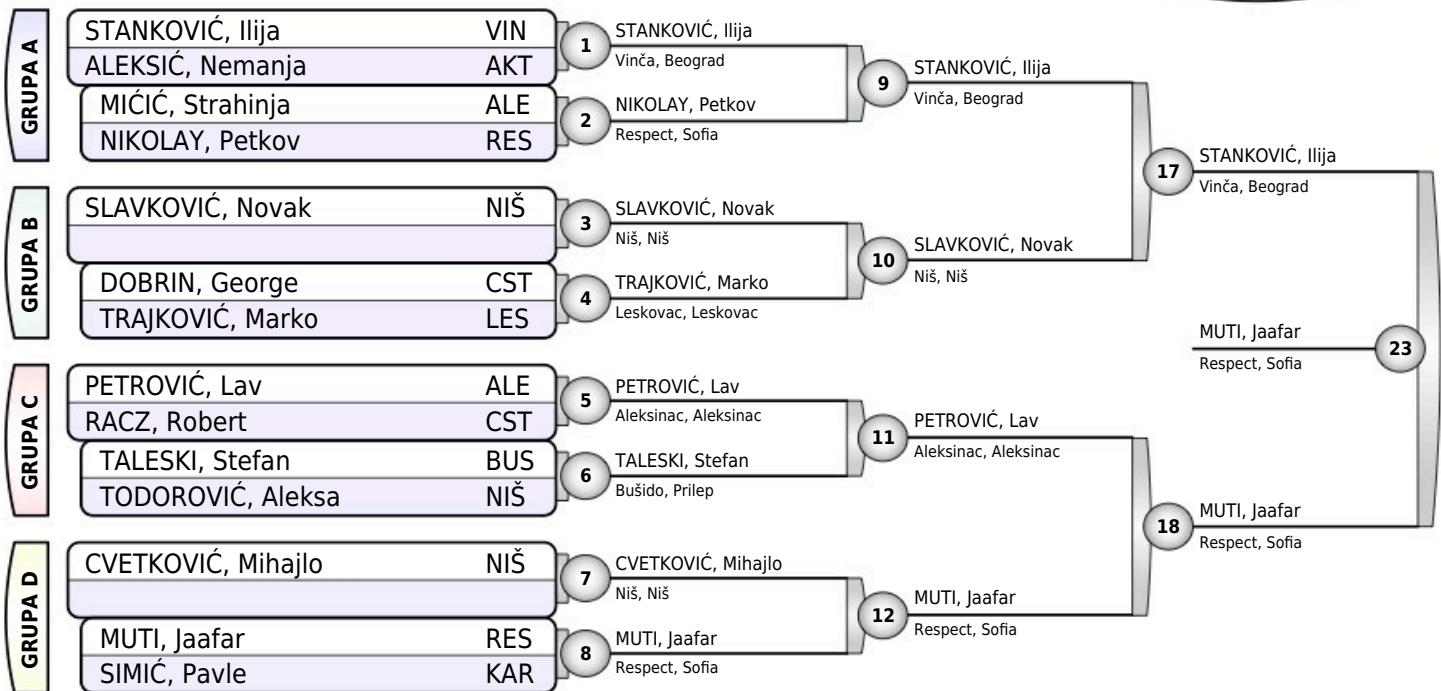 GRUPA A
STANKOVIĆ, Ilija VIN
ALEKSIĆ, Nemanja AKT
MIĆIĆ, Strahinja ALE
NIKOLAY, Petkov RES
1
STANKOVIĆ, Ilija
Vinča, Beograd
2
NIKOLAY, Petkov
Respect, Sofia
9
STANKOVIĆ, Ilija
Vinča, Beograd
GRUPA B
SLAVKOVIĆ, Novak NIŠ
DOBRIN, George CST
TRAJKOVIĆ, Marko LES
3
SLAVKOVIĆ, Novak
Niš, Niš
4
TRAJKOVIĆ, Marko
Leskovac, Leskovac
10
SLAVKOVIĆ, Novak
Niš, Niš
17
STANKOVIĆ, Ilija
Vinča, Beograd
GRUPA C
PETROVIĆ, Lav ALE
RACZ, Robert CST
TALESKI, Stefan BUS
TODOROVIĆ, Aleksa NIŠ
5
PETROVIĆ, Lav
Aleksinac, Aleksinac
6
TALESKI, Stefan
Bušido, Prilep
11
PETROVIĆ, Lav
Aleksinac, Aleksinac
GRUPA D
CVETKOVIĆ, Mihajlo NIŠ
MUTI, Jaafar RES
SIMIĆ, Pavle KAR
7
CVETKOVIĆ, Mihajlo
Niš, Niš
8
MUTI, Jaafar
Respect, Sofia
12
MUTI, Jaafar
Respect, Sofia
18
MUTI, Jaafar
Respect, Sofia
MUTI, Jaafar
Respect, Sofia
23